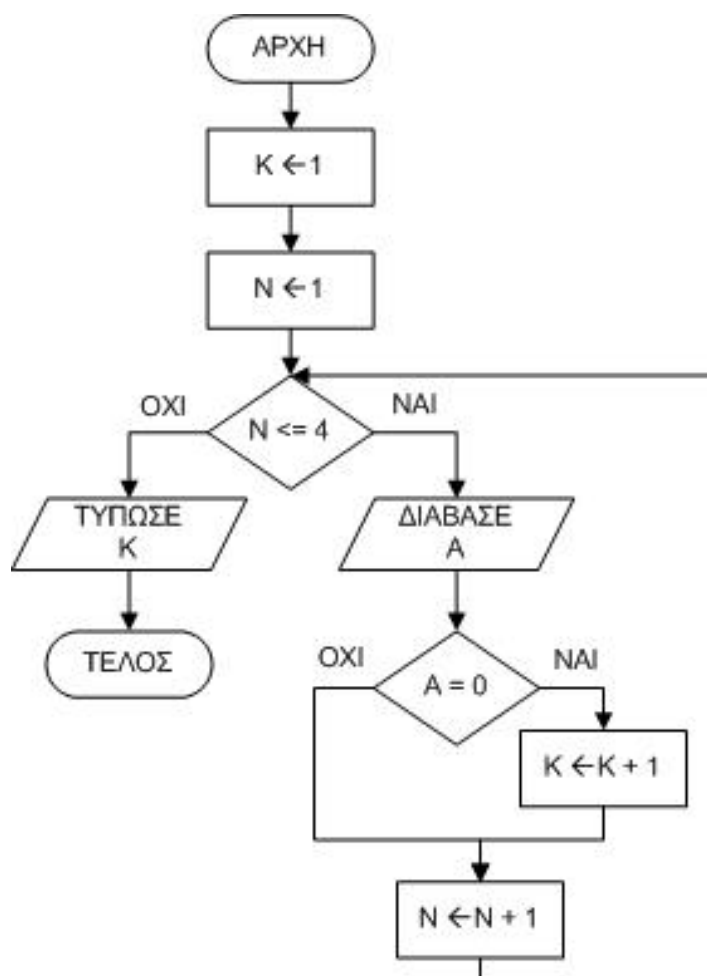 ΑΡΧΗ
Κ ←1
Ν ←1
ΟΧΙ
ΝΑΙ
Ν <= 4
ΤΥΠΩΣΕ
Κ
ΔΙΑΒΑΣΕ
Α
ΤΕΛΟΣ
ΟΧΙ
ΝΑΙ
Α = 0
Κ ←Κ + 1
Ν ←Ν + 1